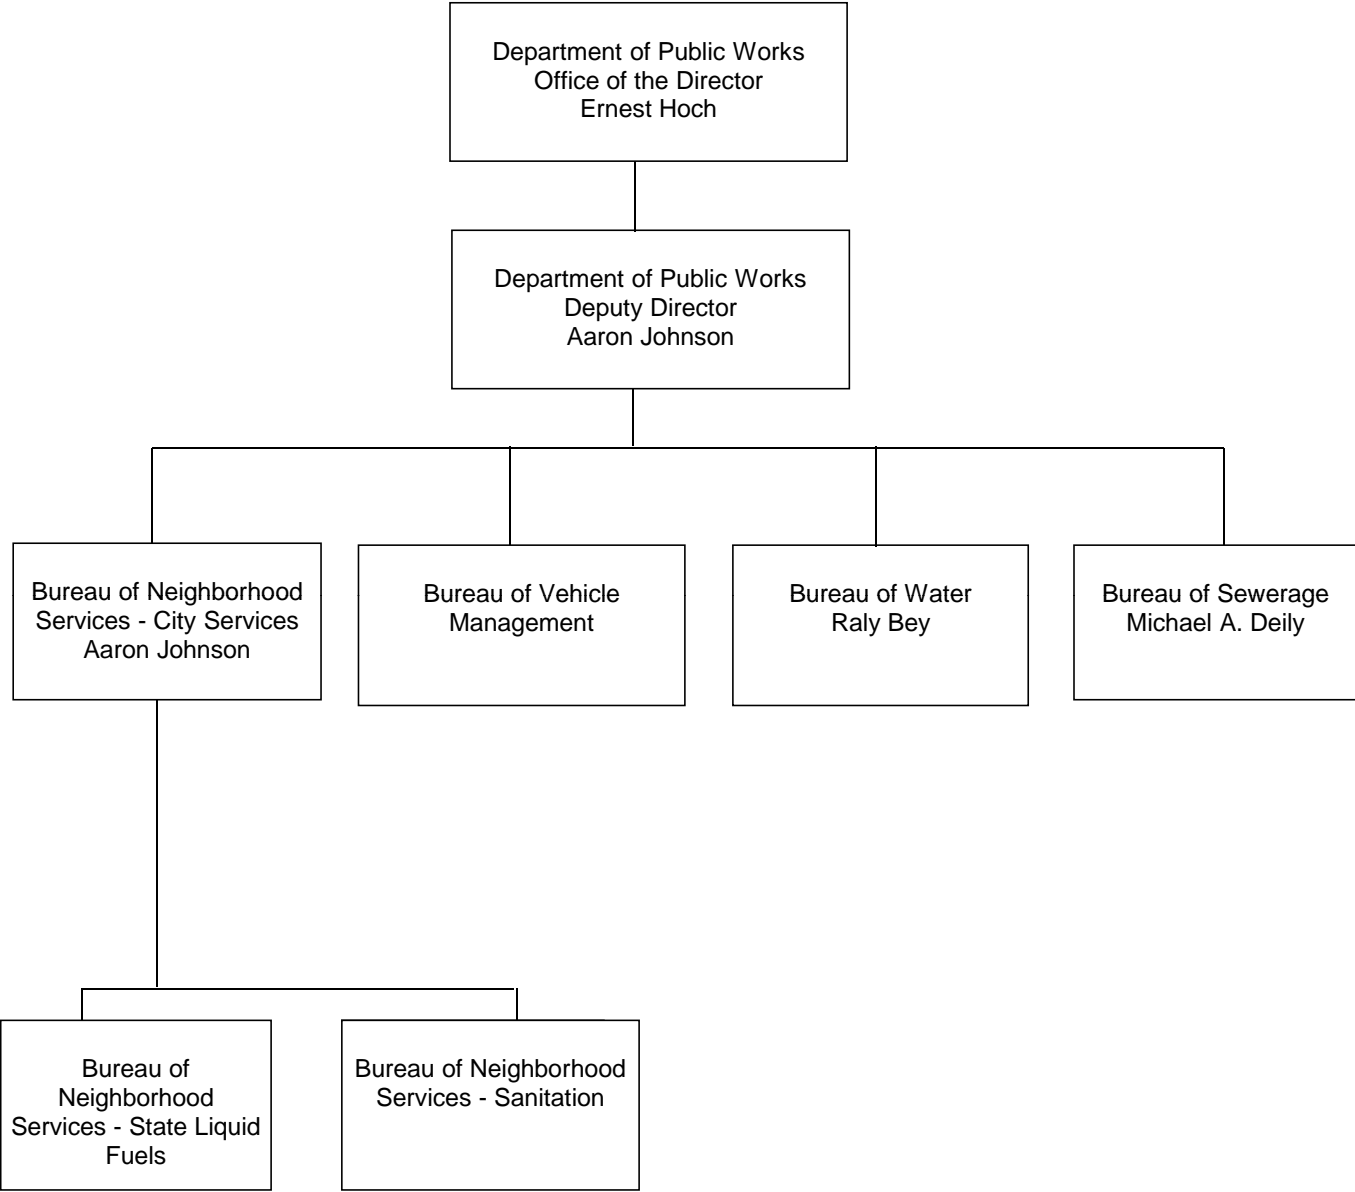 Department of Public Works
Office of the Director
Ernest Hoch
Department of Public Works
Deputy Director
Aaron Johnson
Bureau of Neighborhood
Services - City Services
Aaron Johnson
Bureau of Vehicle
Management
Bureau of Water
Raly Bey
Bureau of Sewerage
Michael A. Deily
Bureau of
Neighborhood
Services - State Liquid
Fuels
Bureau of Neighborhood
Services - Sanitation